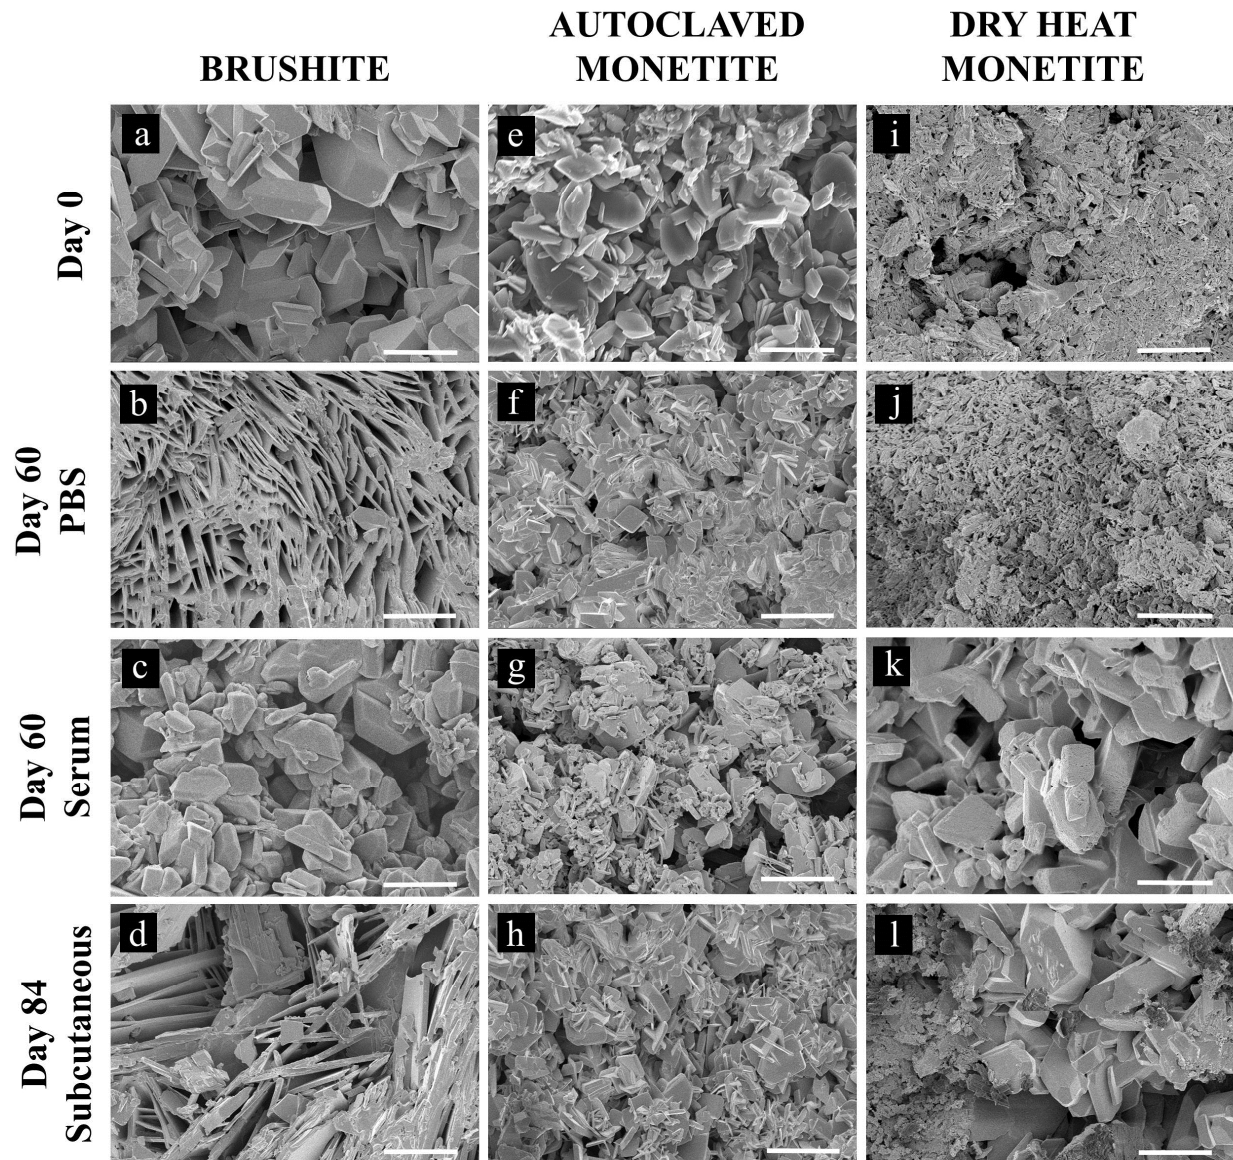 AUTOCLAVED
DRY HEAT
BRUSHITE
MONETITE
MONETITE
Day 0
a
e
i
Day 60
PBS
b
f
j
Day 60
Serum
c
g
k
Day 84
Subcutaneous
d
h
l